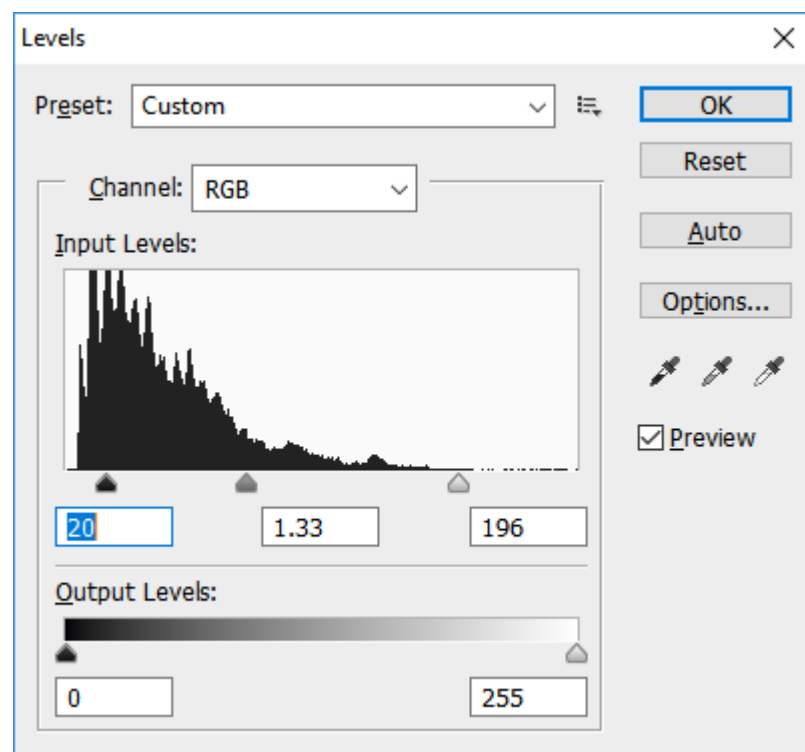 Levels
Preset: Custom
OK
Reset
Channel: RGB
Auto
Input Levels:
Options...
Preview
20 1.33 196
Output Levels:
0 255